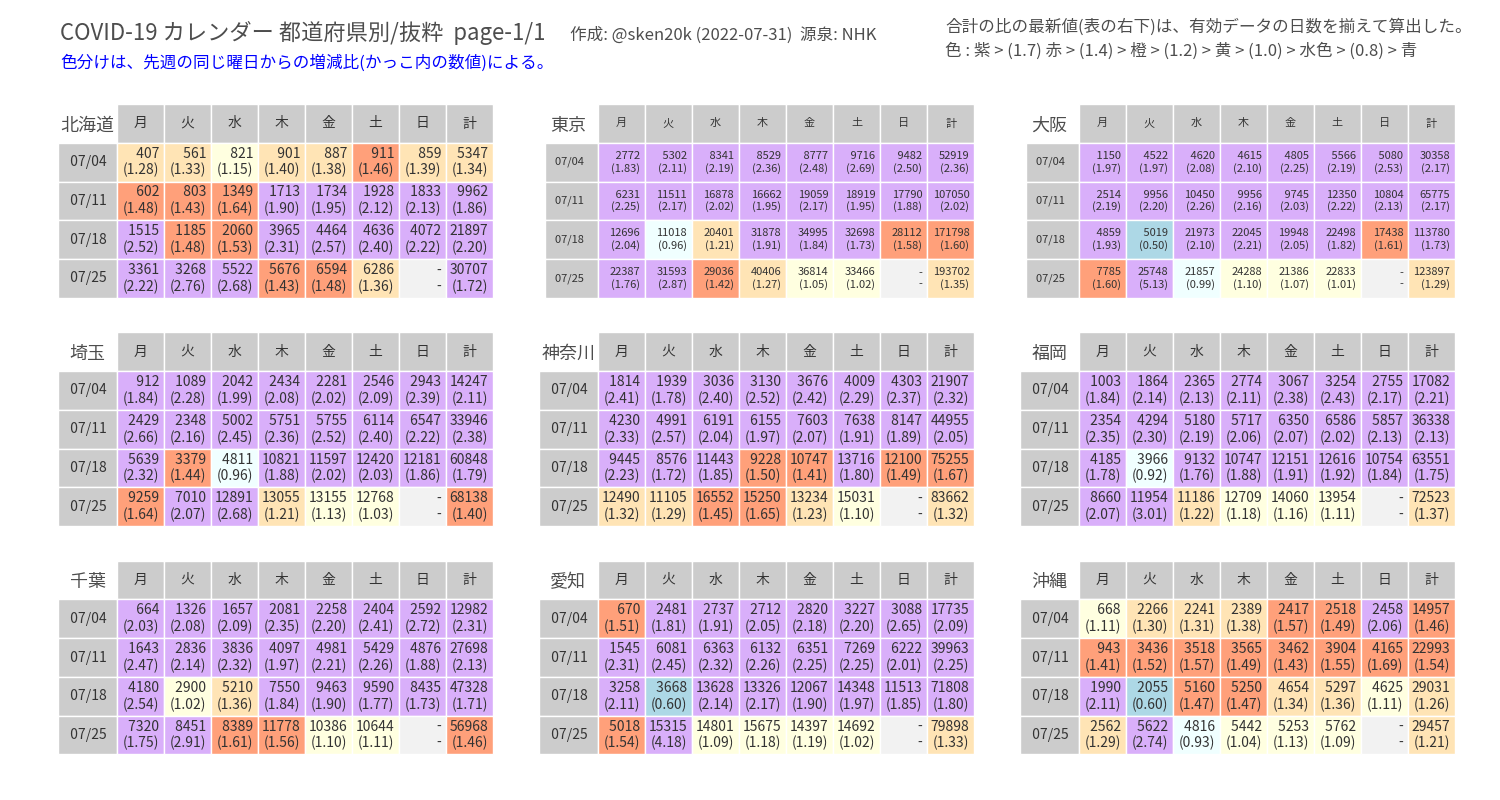 COVID-19 カレンダー 都道府県別/抜粋 page-1/1 作成: @sken20k (2022-07-31) 源泉: NHK
合計の比の最新値(表の右下)は、有効データの日数を揃えて算出した。
色分けは、先週の同じ曜日からの増減比(かっこ内の数値)による。
色 : 紫 > (1.7) 赤 > (1.4) > 橙 > (1.2) > 黄 > (1.0) > 水色 > (0.8) > 青
北海道 月 火 水 木 金 土 日 計
07/04 407 561 821 901 887 911 859 5347
(1.28) (1.33) (1.15) (1.40) (1.38) (1.46) (1.39) (1.34)
07/11 602 803 1349 1713 1734 1928 1833 9962
(1.48) (1.43) (1.64) (1.90) (1.95) (2.12) (2.13) (1.86)
07/18 1515 1185 2060 3965 4464 4636 4072 21897
(2.52) (1.48) (1.53) (2.31) (2.57) (2.40) (2.22) (2.20)
07/25 3361 3268 5522 5676 6594 6286 - 30707
(2.22) (2.76) (2.68) (1.43) (1.48) (1.36) - (1.72)
東京 月 火 水 木 金 土 日 計
07/04 2772 5302 8341 8529 8777 9716 9482 52919
(1.83) (2.11) (2.19) (2.36) (2.48) (2.69) (2.50) (2.36)
07/11 6231 11511 16878 16662 19059 18919 17790 107050
(2.25) (2.17) (2.02) (1.95) (2.17) (1.95) (1.88) (2.02)
07/18 12696 11018 20401 31878 34995 32698 28112 171798
(2.04) (0.96) (1.21) (1.91) (1.84) (1.73) (1.58) (1.60)
07/25 22387 31593 29036 40406 36814 33466 - 193702
(1.76) (2.87) (1.42) (1.27) (1.05) (1.02) - (1.35)
大阪 月 火 水 木 金 土 日 計
07/04 1150 4522 4620 4615 4805 5566 5080 30358
(1.97) (1.97) (2.08) (2.10) (2.25) (2.19) (2.53) (2.17)
07/11 2514 9956 10450 9956 9745 12350 10804 65775
(2.19) (2.20) (2.26) (2.16) (2.03) (2.22) (2.13) (2.17)
07/18 4859 5019 21973 22045 19948 22498 17438 113780
(1.93) (0.50) (2.10) (2.21) (2.05) (1.82) (1.61) (1.73)
07/25 7785 25748 21857 24288 21386 22833 - 123897
(1.60) (5.13) (0.99) (1.10) (1.07) (1.01) - (1.29)
埼玉 月 火 水 木 金 土 日 計
07/04 912 1089 2042 2434 2281 2546 2943 14247
(1.84) (2.28) (1.99) (2.08) (2.02) (2.09) (2.39) (2.11)
07/11 2429 2348 5002 5751 5755 6114 6547 33946
(2.66) (2.16) (2.45) (2.36) (2.52) (2.40) (2.22) (2.38)
07/18 5639 3379 4811 10821 11597 12420 12181 60848
(2.32) (1.44) (0.96) (1.88) (2.02) (2.03) (1.86) (1.79)
07/25 9259 7010 12891 13055 13155 12768 - 68138
(1.64) (2.07) (2.68) (1.21) (1.13) (1.03) - (1.40)
神奈川 月 火 水 木 金 土 日 計
07/04 1814 1939 3036 3130 3676 4009 4303 21907
(2.41) (1.78) (2.40) (2.52) (2.42) (2.29) (2.37) (2.32)
07/11 4230 4991 6191 6155 7603 7638 8147 44955
(2.33) (2.57) (2.04) (1.97) (2.07) (1.91) (1.89) (2.05)
07/18 9445 8576 11443 9228 10747 13716 12100 75255
(2.23) (1.72) (1.85) (1.50) (1.41) (1.80) (1.49) (1.67)
07/25 12490 11105 16552 15250 13234 15031 - 83662
(1.32) (1.29) (1.45) (1.65) (1.23) (1.10) - (1.32)
福岡 月 火 水 木 金 土 日 計
07/04 1003 1864 2365 2774 3067 3254 2755 17082
(1.84) (2.14) (2.13) (2.11) (2.38) (2.43) (2.17) (2.21)
07/11 2354 4294 5180 5717 6350 6586 5857 36338
(2.35) (2.30) (2.19) (2.06) (2.07) (2.02) (2.13) (2.13)
07/18 4185 3966 9132 10747 12151 12616 10754 63551
(1.78) (0.92) (1.76) (1.88) (1.91) (1.92) (1.84) (1.75)
07/25 8660 11954 11186 12709 14060 13954 - 72523
(2.07) (3.01) (1.22) (1.18) (1.16) (1.11) - (1.37)
千葉 月 火 水 木 金 土 日 計
07/04 664 1326 1657 2081 2258 2404 2592 12982
(2.03) (2.08) (2.09) (2.35) (2.20) (2.41) (2.72) (2.31)
07/11 1643 2836 3836 4097 4981 5429 4876 27698
(2.47) (2.14) (2.32) (1.97) (2.21) (2.26) (1.88) (2.13)
07/18 4180 2900 5210 7550 9463 9590 8435 47328
(2.54) (1.02) (1.36) (1.84) (1.90) (1.77) (1.73) (1.71)
07/25 7320 8451 8389 11778 10386 10644 - 56968
(1.75) (2.91) (1.61) (1.56) (1.10) (1.11) - (1.46)
愛知 月 火 水 木 金 土 日 計
07/04 670 2481 2737 2712 2820 3227 3088 17735
(1.51) (1.81) (1.91) (2.05) (2.18) (2.20) (2.65) (2.09)
07/11 1545 6081 6363 6132 6351 7269 6222 39963
(2.31) (2.45) (2.32) (2.26) (2.25) (2.25) (2.01) (2.25)
07/18 3258 3668 13628 13326 12067 14348 11513 71808
(2.11) (0.60) (2.14) (2.17) (1.90) (1.97) (1.85) (1.80)
07/25 5018 15315 14801 15675 14397 14692 - 79898
(1.54) (4.18) (1.09) (1.18) (1.19) (1.02) - (1.33)
沖縄 月 火 水 木 金 土 日 計
07/04 668 2266 2241 2389 2417 2518 2458 14957
(1.11) (1.30) (1.31) (1.38) (1.57) (1.49) (2.06) (1.46)
07/11 943 3436 3518 3565 3462 3904 4165 22993
(1.41) (1.52) (1.57) (1.49) (1.43) (1.55) (1.69) (1.54)
07/18 1990 2055 5160 5250 4654 5297 4625 29031
(2.11) (0.60) (1.47) (1.47) (1.34) (1.36) (1.11) (1.26)
07/25 2562 5622 4816 5442 5253 5762 - 29457
(1.29) (2.74) (0.93) (1.04) (1.13) (1.09) - (1.21)